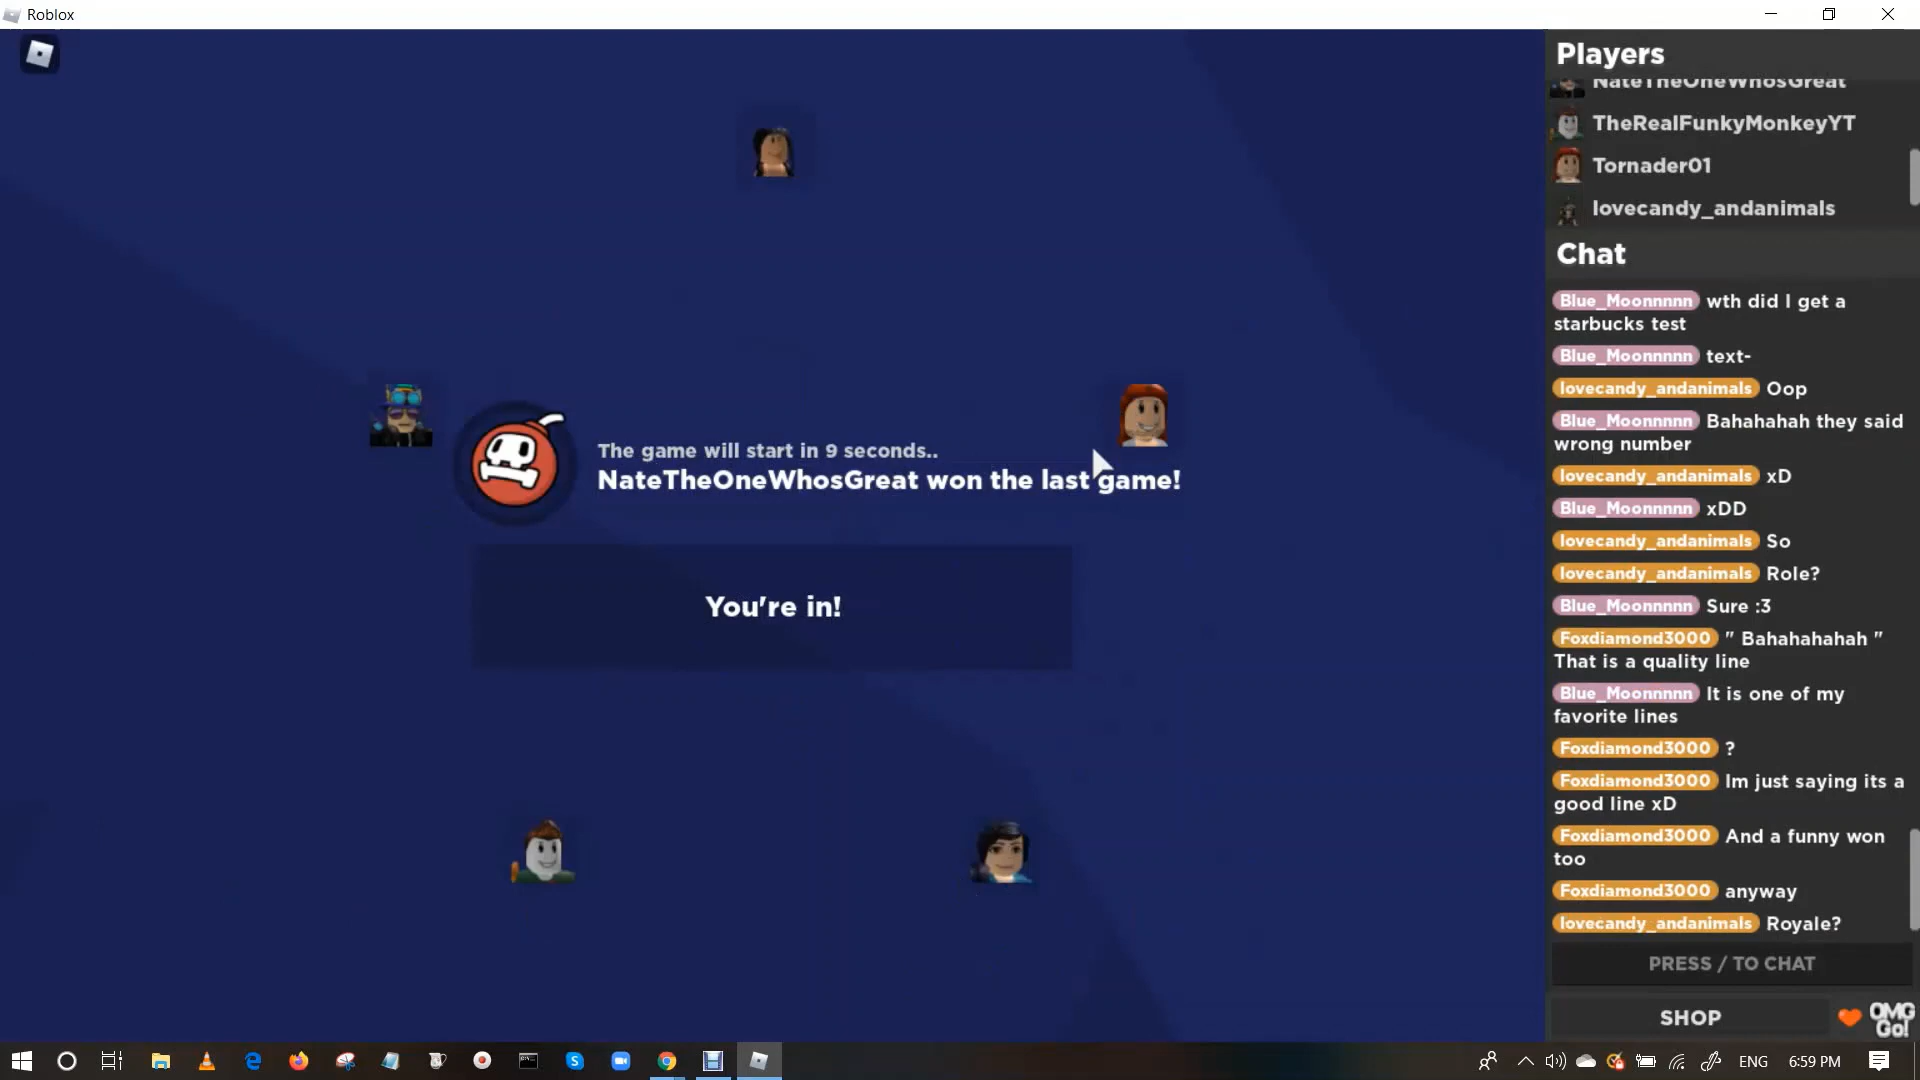 Roblox
The game will start in 9 seconds..
NateTheOneWhosGreat won the last game!
You're in!
Players
NateTheOneWhosGreat
TheRealFunkyMonkeyYT
Tornader01
lovecandy_andanimals
Chat
Blue_Moonnnnn wth did I get a
starbucks test
Blue_Moonnnnn text-
lovecandy_andanimals Oop
Blue_Moonnnnn Bahahahah they said
wrong number
lovecandy_andanimals xD
Blue_Moonnnnn xDD
lovecandy_andanimals So
lovecandy_andanimals Role?
Blue_Moonnnnn Sure :3
Foxdiamond3000 " Bahahahahah "
That is a quality line
Blue_Moonnnnn It is one of my
favorite lines
Foxdiamond3000 ?
Foxdiamond3000 Im just saying its a
good line xD
Foxdiamond3000 And a funny won
too
Foxdiamond3000 anyway
lovecandy_andanimals Royale?
PRESS / TO CHAT
SHOP
OMG
Go!
ENG
6:59 PM